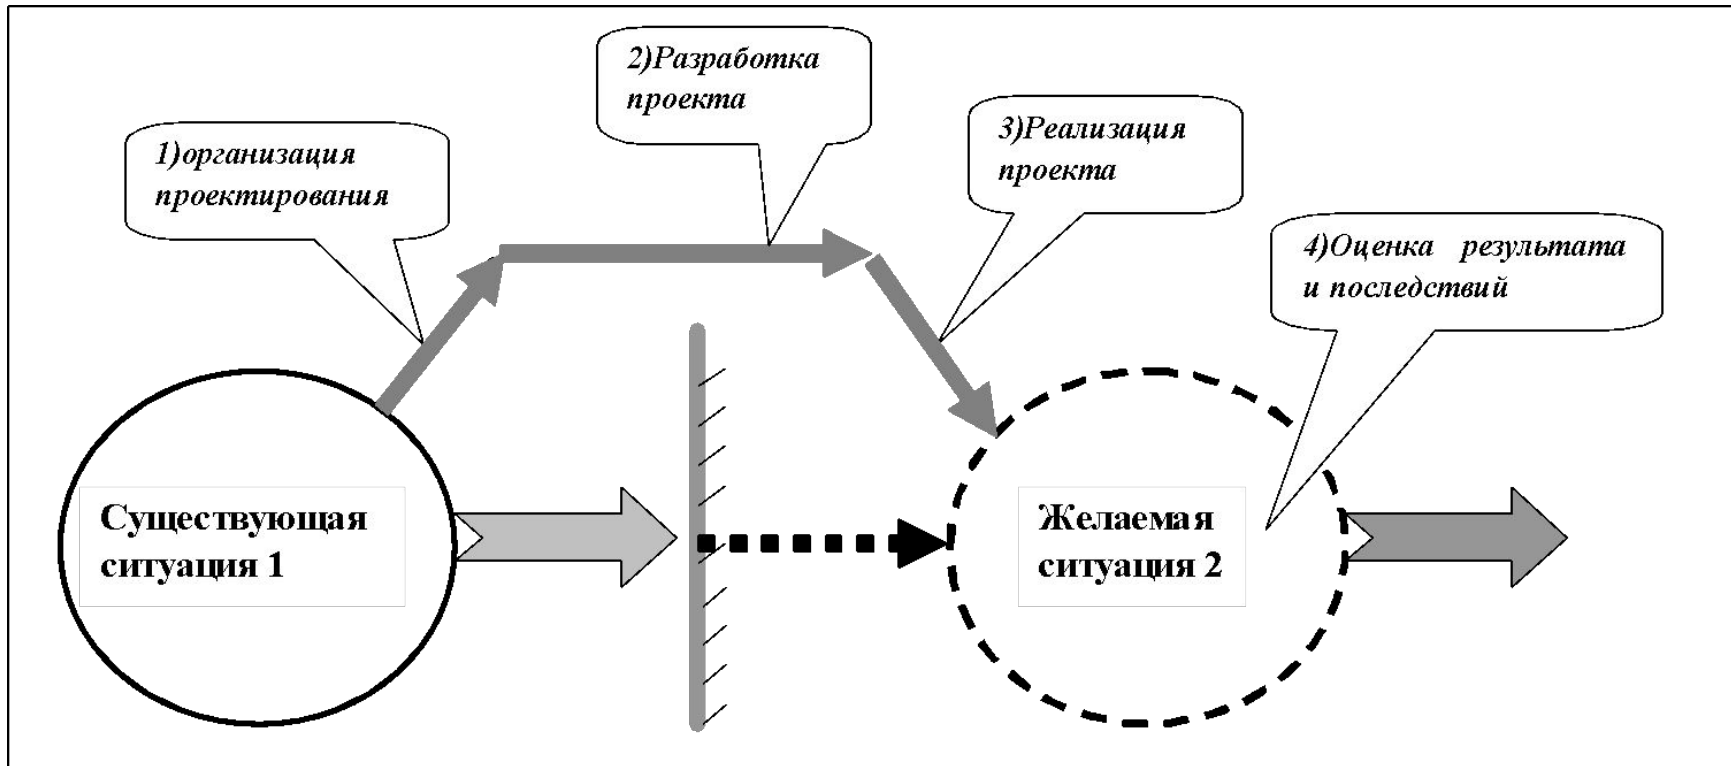 2)Разработка
проекта
1)организация
проектирования
3)Реализация
проекта
4)Оценка результата
и последствий
Существующая
ситуация 1
Желаемая
ситуация 2